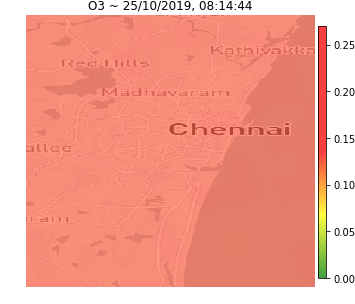 O3 ~ 25/10/2019, 08:14:44
Kathivakka
Red Hills
Madhavaram
Chennai
allee
ram
0.25
0.20
0.15
0.10
0.05
0.00